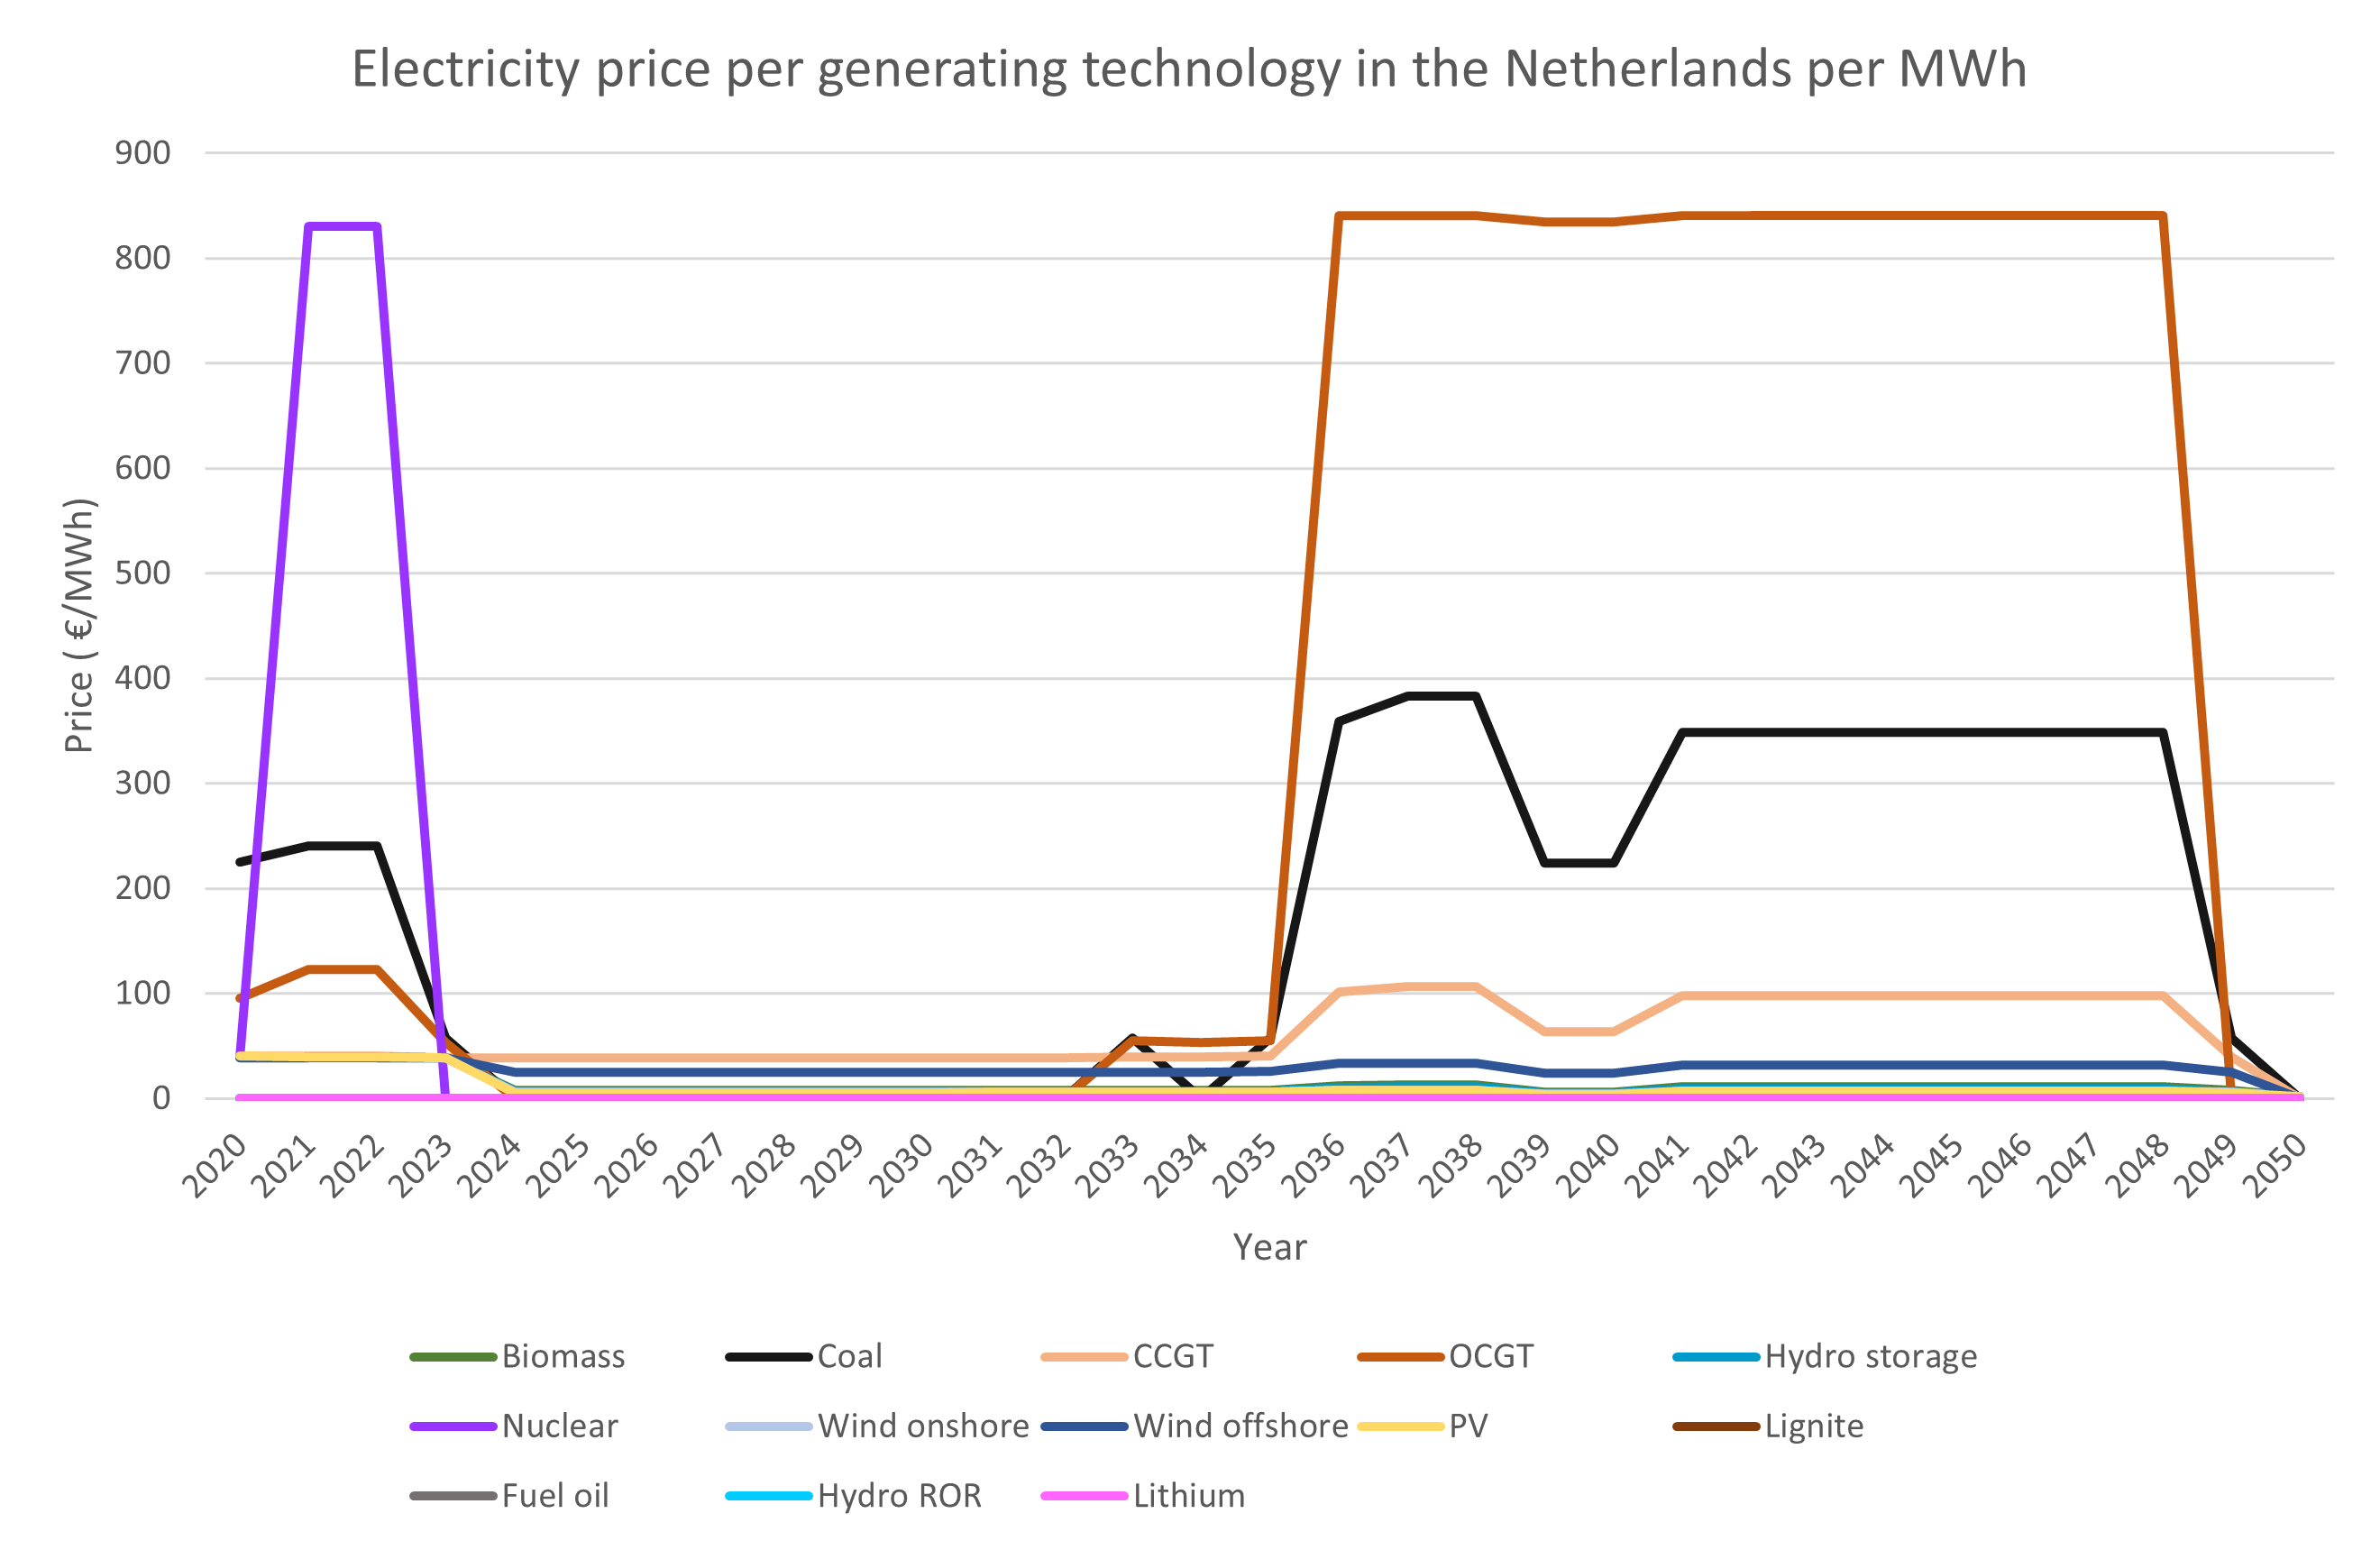 Electricity price per generating technology in the Netherlands per MWh
900
800
700
600
500
400
300
200
100
0
Price ( €/MWh)
2020 2021 2022 2023 2024 2025 2026 2027 2028 2029 2030 2031 2032 2033 2034 2035 2036 2037 2038 2039 2040 2041 2042 2043 2044 2045 2046 2047 2048 2049 2050
Year
Biomass Coal CCGT OCGT Hydro storage
Nuclear Wind onshore Wind offshore PV Lignite
Fuel oil Hydro ROR Lithium